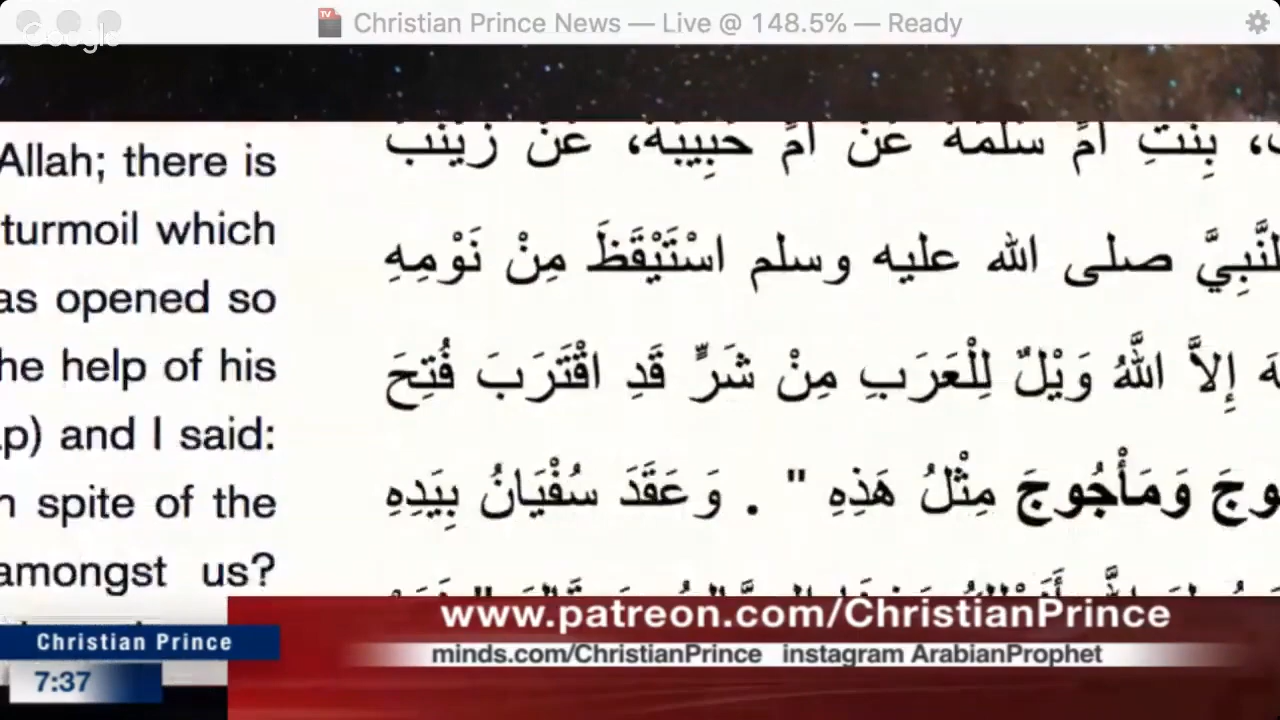 Christian Prince News — Live @ 148.5% — Ready
Google
Allah; there is
turmoil which
as opened so
he help of his
p) and I said:
n spite of the
amongst us?
، بِنْتِ أُمِّ سَلَمَةَ عَنْ أُمِّ حَبِيبَةَ، عَنْ زَيْنَبَ
لنَّبِيَّ صلى الله عليه وسلم اسْتَيْقَظَ مِنْ نَوْمِهِ
هَ إِلاَّ اللَّهُ وَيْلٌ لِلْعَرَبِ مِنْ شَرٍّ قَدِ اقْتَرَبَ فُتِحَ
وجَ وَمَأْجُوجَ مِثْلُ هَذِهِ " . وَعَقَدَ سُفْيَانُ بِيَدِهِ
www.patreon.com/ChristianPrince
minds.com/ChristianPrince instagram ArabianProphet
Christian Prince
7:37